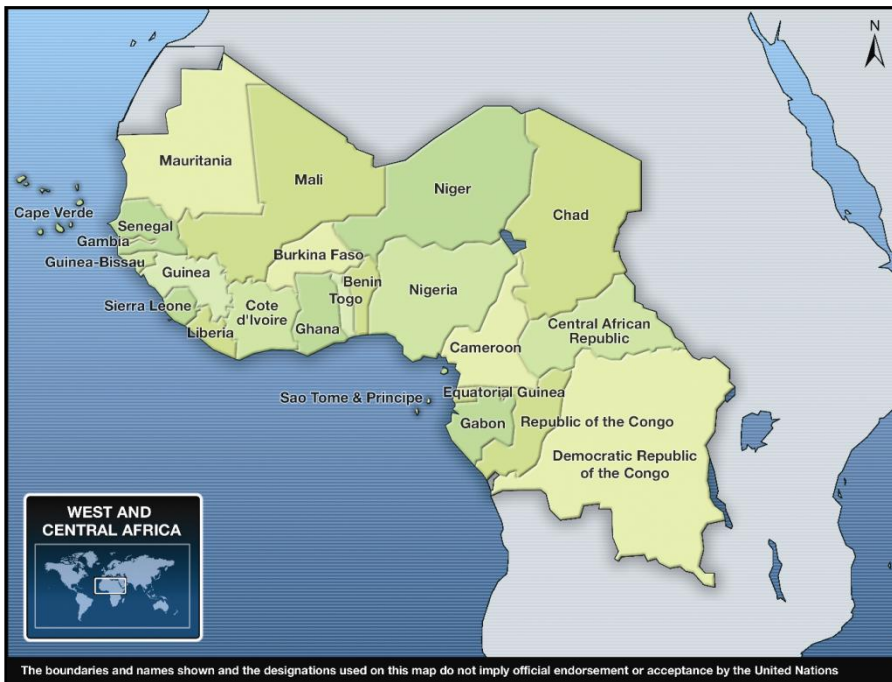 N
Mauritania
Mali
Niger
Chad
Cape Verde
Senegal
Gambia
Guinea-Bissau
Guinea
Burkina Faso
Benin
Togo
Nigeria
Sierra Leone
Cote
d'Ivoire
Ghana
Liberia
Central African
Republic
Cameroon
Equatorial Guinea
Sao Tome & Principe
Gabon
Republic of the Congo
Democratic Republic
of the Congo
WEST AND
CENTRAL AFRICA
The boundaries and names shown and the designations used on this map do not imply official endorsement or acceptance by the United Nations